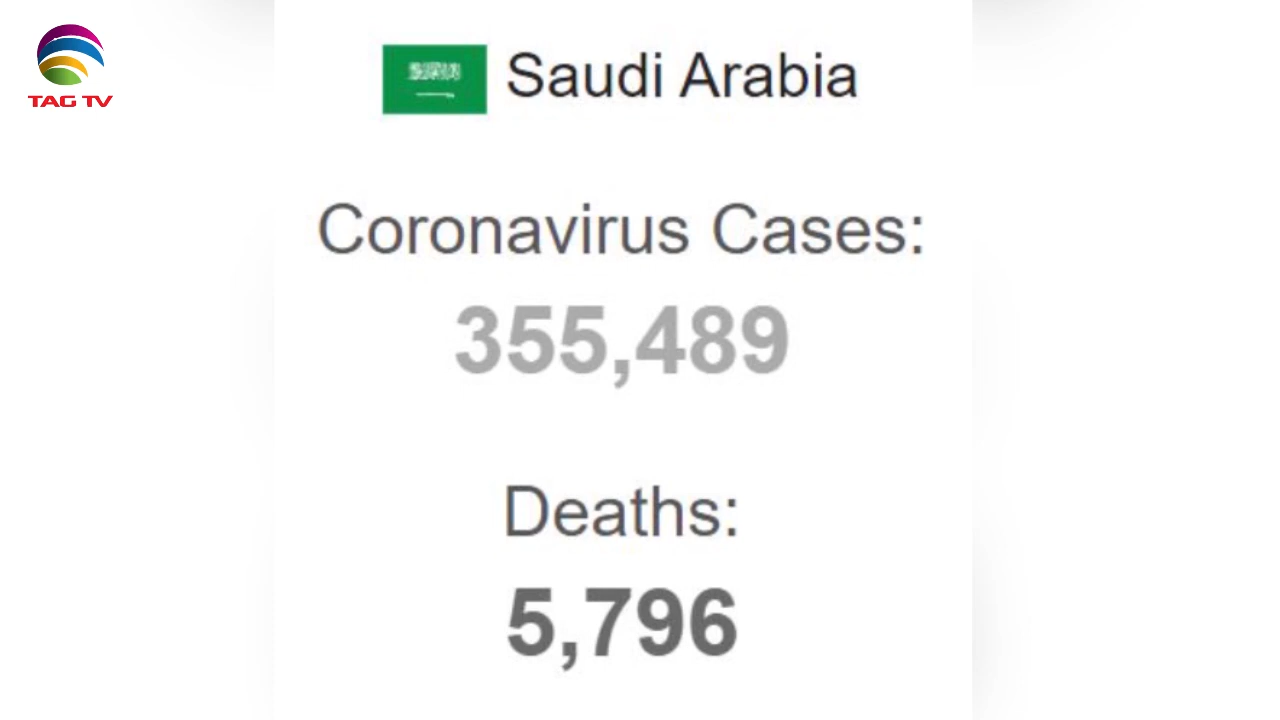 TAG TV
Saudi Arabia
Coronavirus Cases:
355,489
Deaths:
5,796